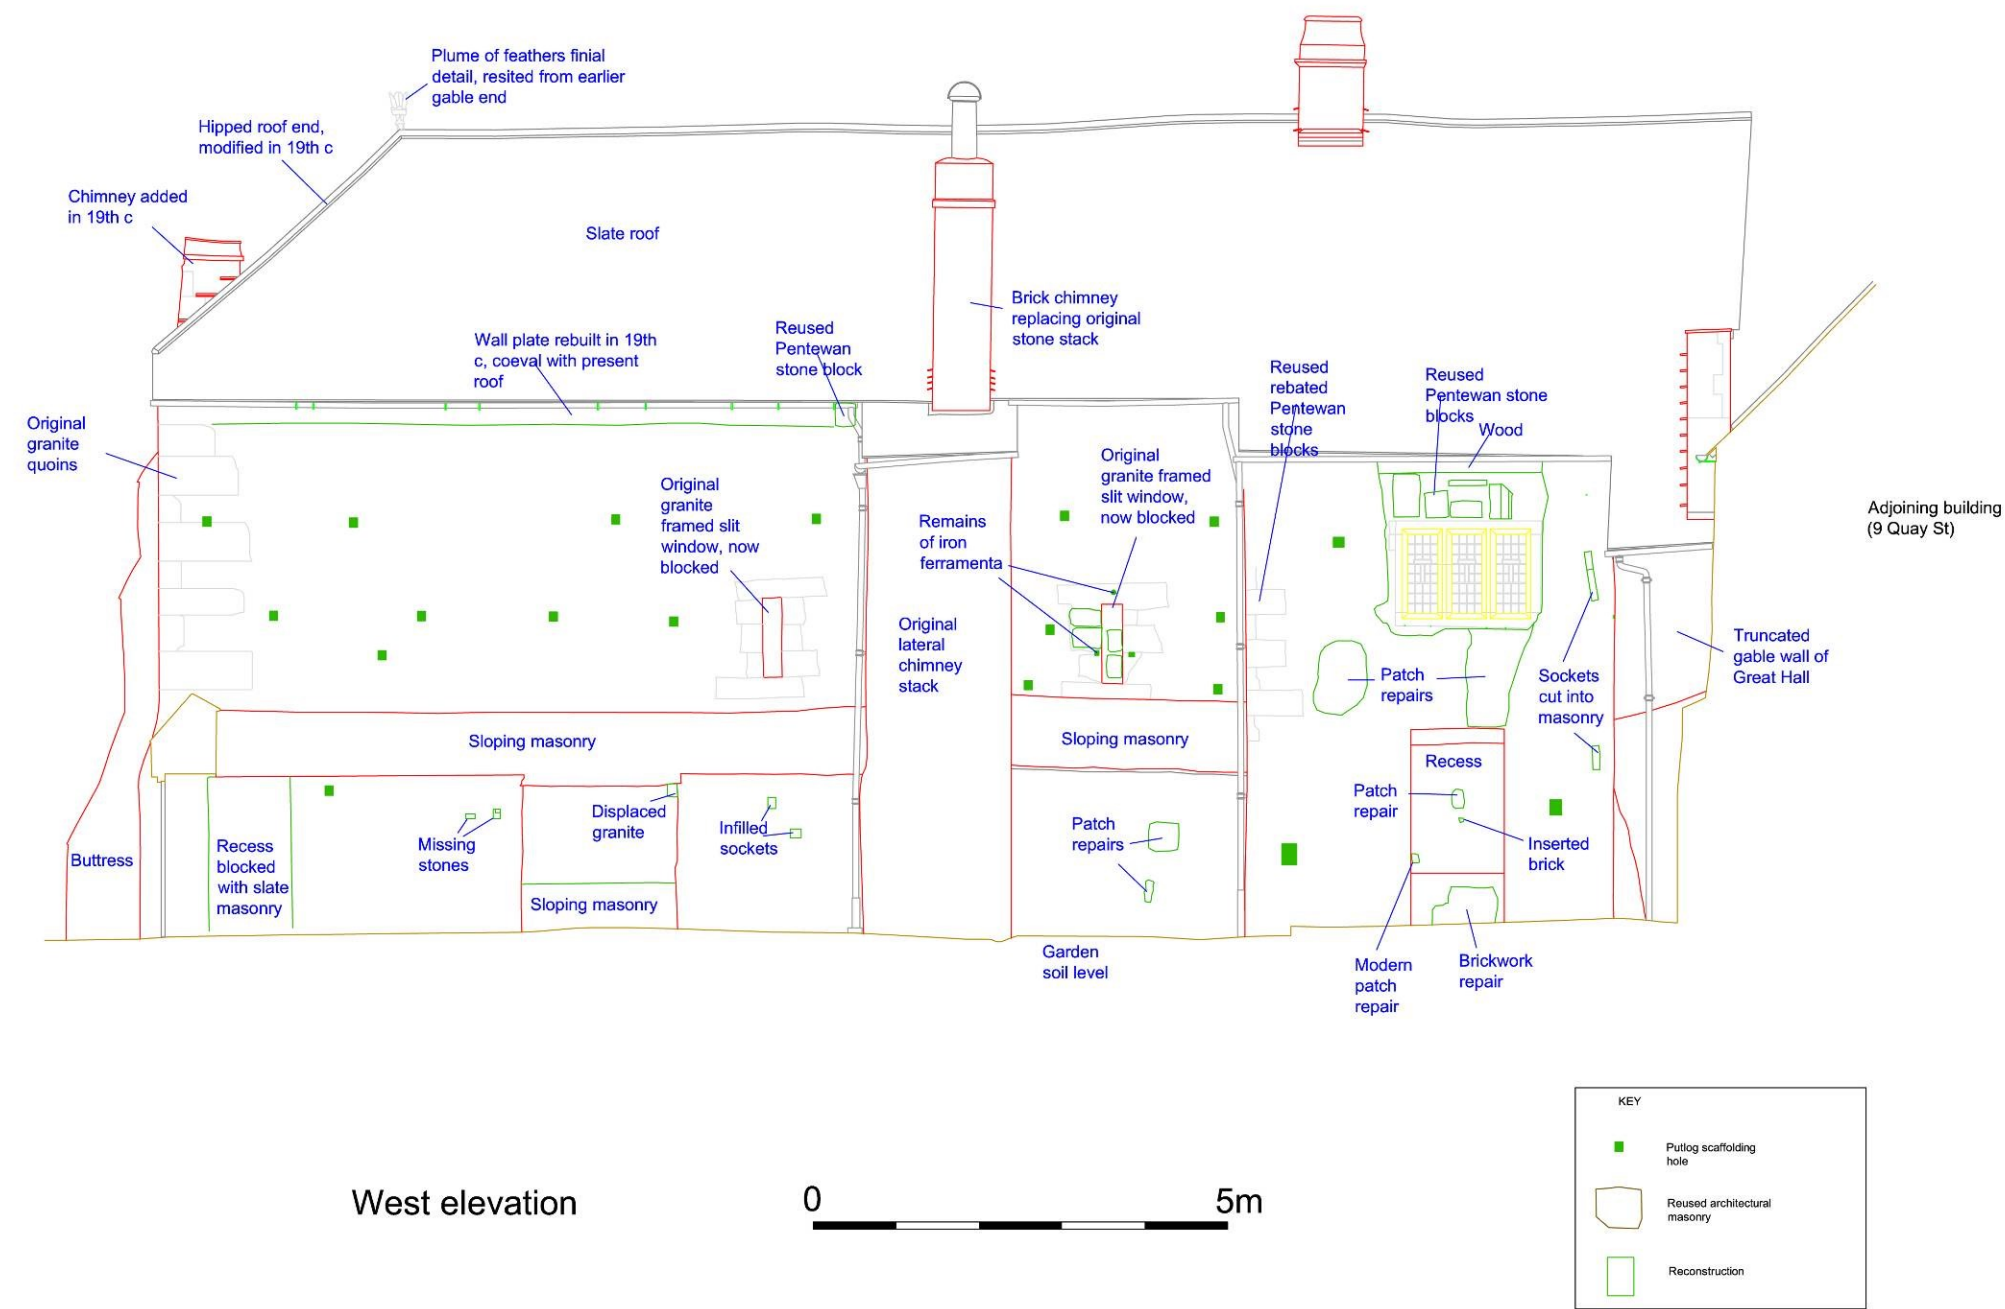 Plume of feathers finial
detail, resited from earlier
gable end
Hipped roof end,
modified in 19th c
Chimney added
in 19th c
Slate roof
Brick chimney
replacing original
stone stack
Wall plate rebuilt in 19th
c, coeval with present
roof
Reused
Pentewan
stone block
Reused
rebated
Pentewan
stone
blocks
Reused
Pentewan stone
blocks
Wood
Original
granite
quoins
Original
granite
framed slit
window, now
blocked
Original
granite framed
slit window,
now blocked
Remains
of iron
ferramenta
Adjoining building
(9 Quay St)
Original
lateral
chimney
stack
Patch
repairs
Sockets
cut into
masonry
Truncated
gable wall of
Great Hall
Sloping masonry
Sloping masonry
Recess
Displaced
granite
Infilled
sockets
Missing
stones
Patch
repairs
Patch
repair
Inserted
brick
Buttress
Recess
blocked
with slate
masonry
Sloping masonry
Garden
soil level
Modern
patch
repair
Brickwork
repair
West elevation
0
5m
KEY
Putlog scaffolding
hole
Reused architectural
masonry
Reconstruction